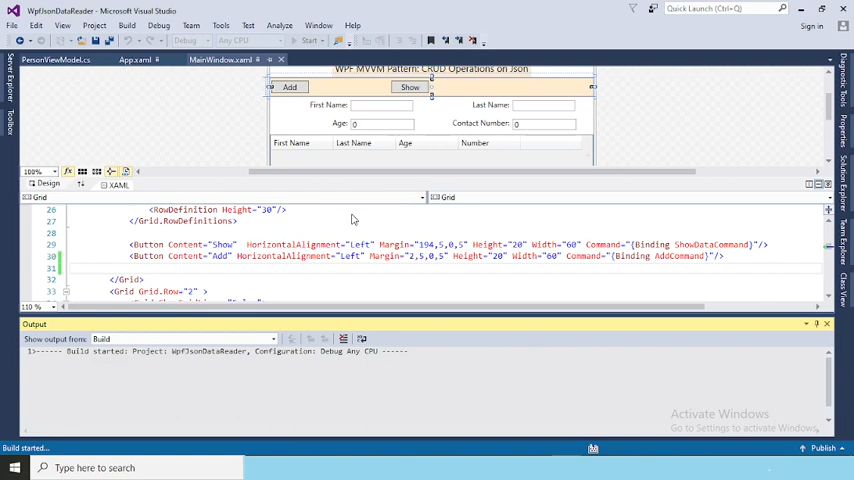 WpfJsonDataReader - Microsoft Visual Studio
Quick Launch (Ctrl+Q)
File Edit View Project Build Debug Team Tools Test Analyze Window Help
Sign in
Debug Any CPU Start
PersonViewModel.cs App.xaml MainWindow.xaml
Server Explorer
Toolbox
Diagnostic Tools
Properties
Solution Explorer
Team Explorer
Class View
WPF MVVM Pattern: CRUD Operations on Json
Add Show
First Name: Last Name:
Age: 0 Contact Number: 0
First Name Last Name Age Number
100%
Design XAML
Grid Grid
26 <RowDefinition Height="30"/>
27 </Grid.RowDefinitions>
28
29 <Button Content="Show"  HorizontalAlignment="Left" Margin="194,5,0,5" Height="20" Width="60" Command="{Binding ShowDataCommand}"/>
30 <Button Content="Add" HorizontalAlignment="Left" Margin="2,5,0,5" Height="20" Width="60" Command="{Binding AddCommand}"/>
31
32 </Grid>
33 <Grid Grid.Row="2" >
110 %
Output
Show output from: Build
1>------ Build started: Project: WpfJsonDataReader, Configuration: Debug Any CPU ------
Activate Windows
Go to Settings to activate Windows.
Build started... Publish
Type here to search